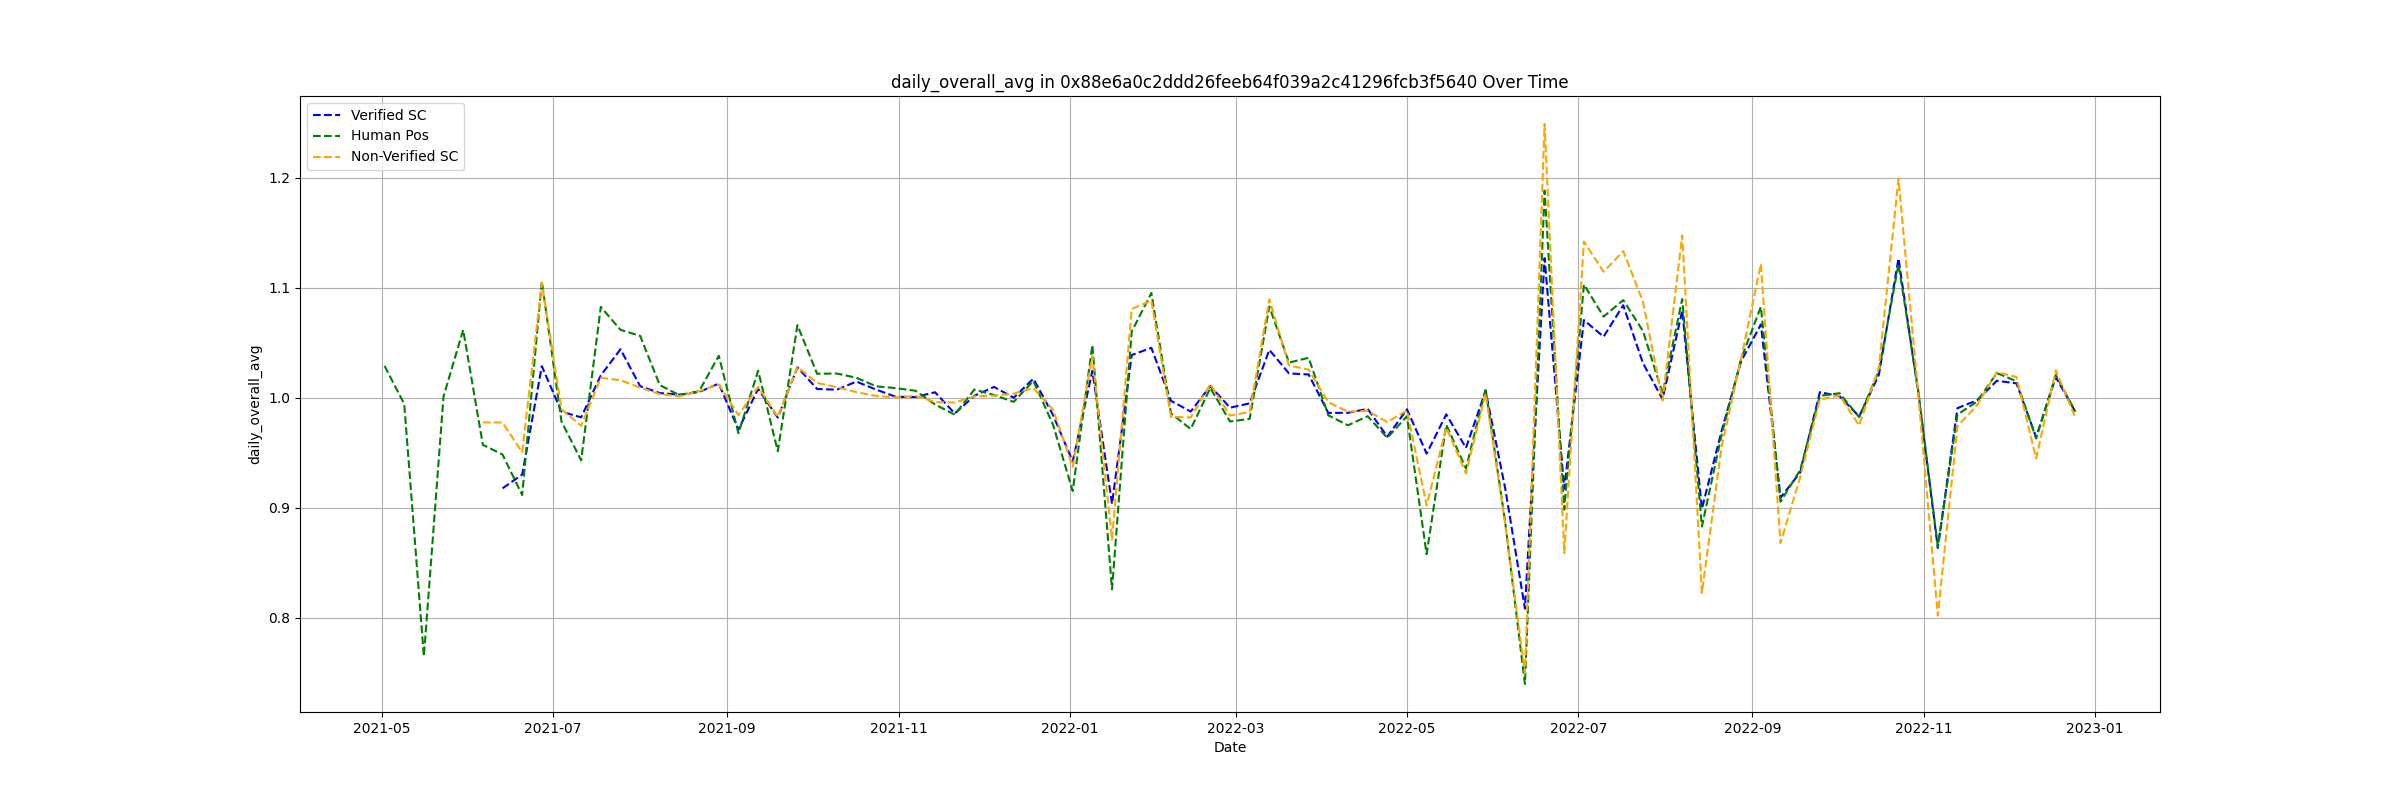 daily_overall_avg in 0x88e6a0c2ddd26feeb64f039a2c41296fcb3f5640 Over Time
Verified SC
Human Pos
Non-Verified SC
daily_overall_avg
1.2
1.1
1.0
0.9
0.8
2021-05
2021-07
2021-09
2021-11
2022-01
2022-03
2022-05
2022-07
2022-09
2022-11
2023-01
Date